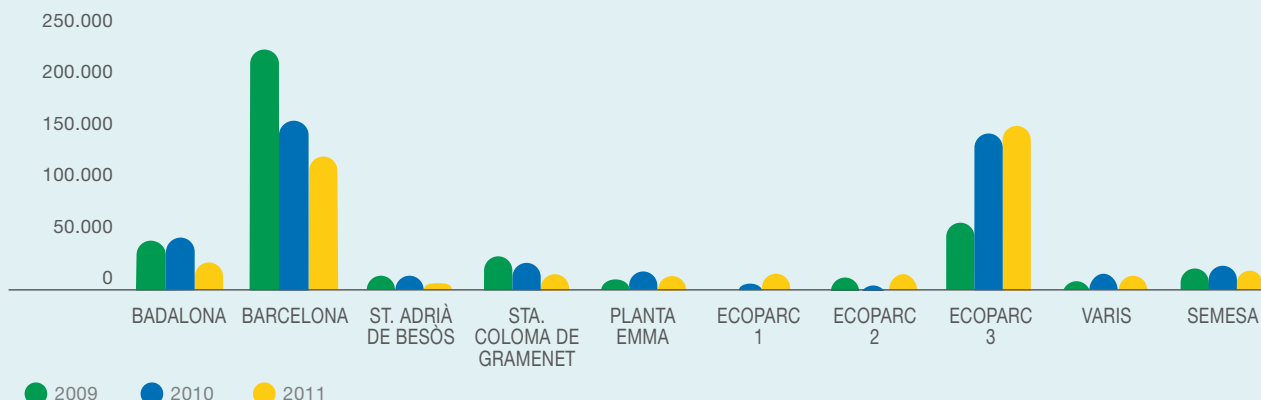 250.000
200.000
150.000
100.000
50.000
0
BADALONA
BARCELONA
ST. ADRIÀ
DE BESÒS
STA.
COLOMA DE
GRAMENET
PLANTA
EMMA
ECOPARC
1
ECOPARC
2
ECOPARC
3
VARIS
SEMESA
2009
2010
2011